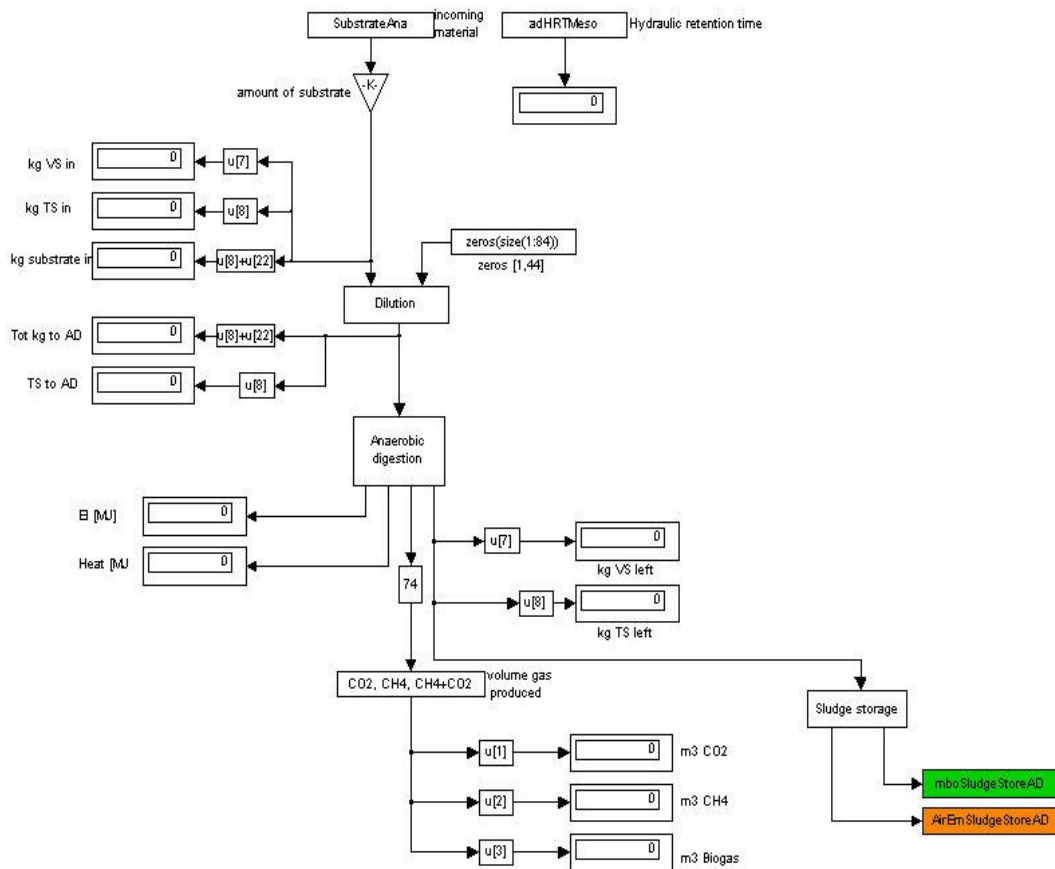 SubstrateAna
incoming
material
adHRTMeso
Hydraulic retention time
-K-
amount of substrate
0
kg VS in
0
u[7]
kg TS in
0
u[8]
kg substrate in
0
u[8]+u[22]
zeros(size(1:84))
zeros [1,44]
Dilution
Tot kg to AD
0
u[8]+u[22]
TS to AD
0
u[8]
Anaerobic
digestion
El [MJ]
0
Heat [MJ
0
74
u[7]
0
kg VS left
u[8]
0
kg TS left
CO2, CH4, CH4+CO2
volume gas
produced
Sludge storage
u[1]
0
m3 CO2
u[2]
0
m3 CH4
u[3]
0
m3 Biogas
mboSludgeStoreAD
AirEmSludgeStoreAD